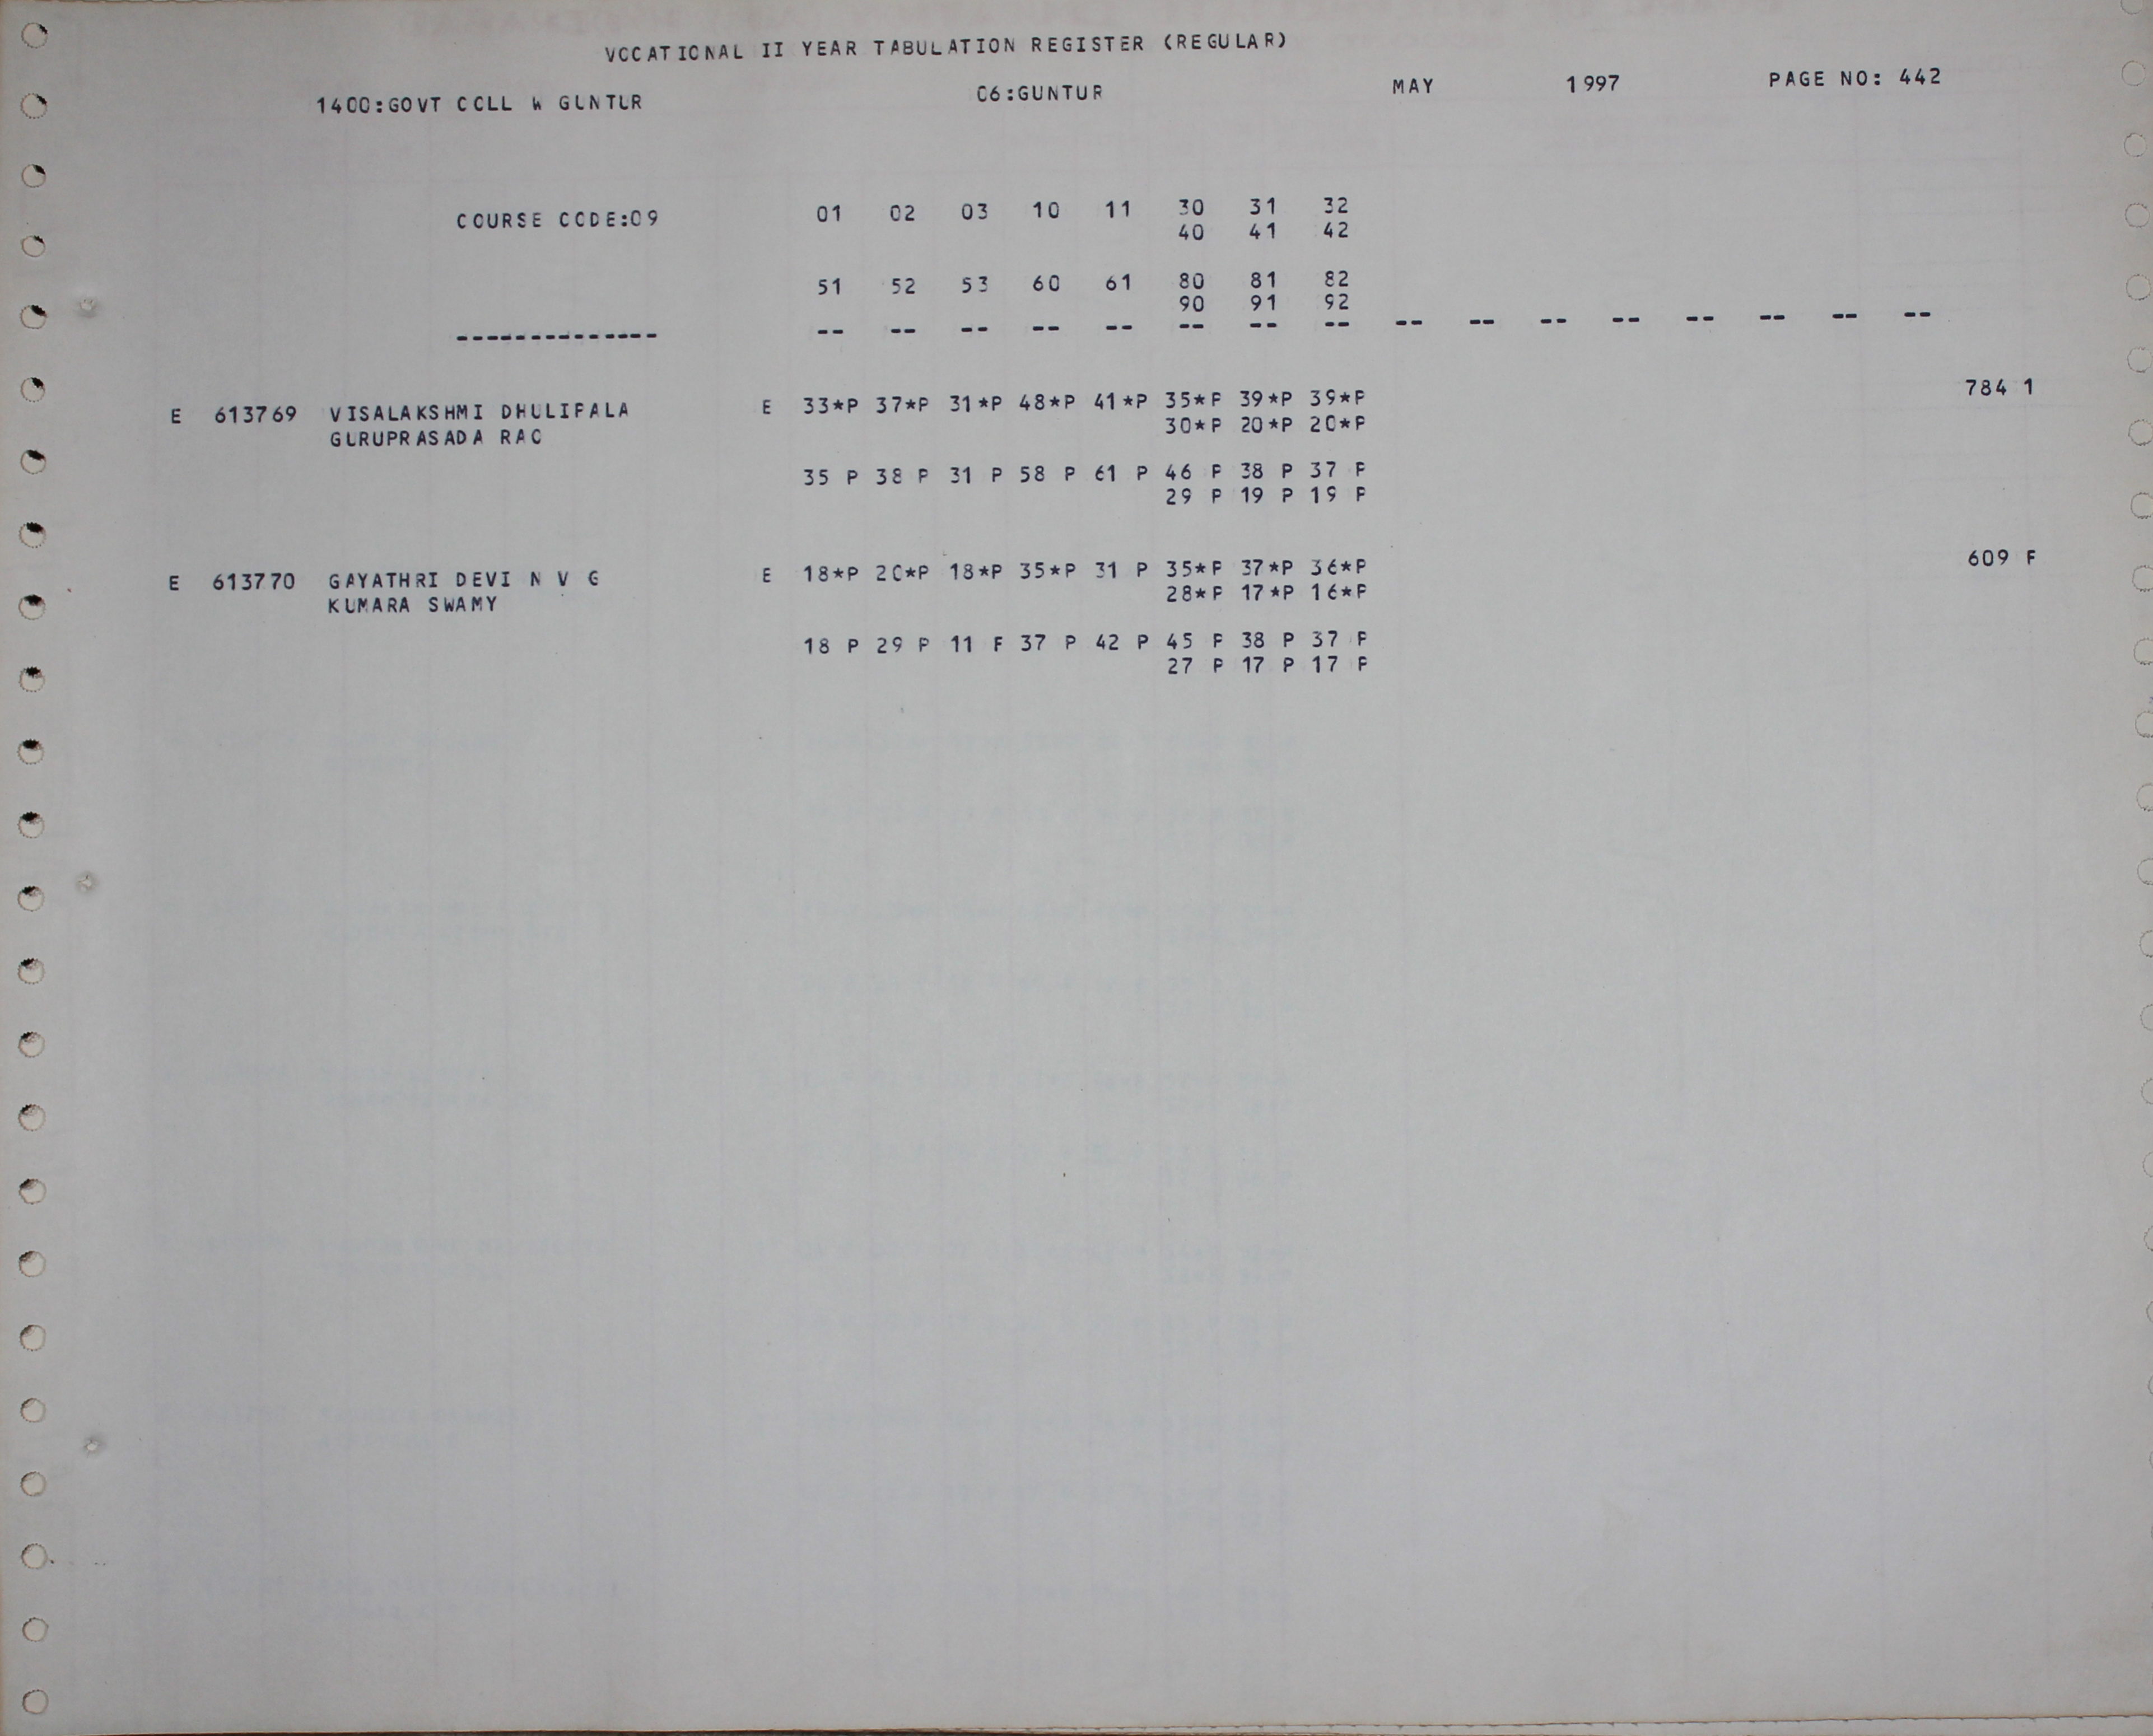 VOCATIONAL II YEAR TABULATION REGISTER (REGULAR)
1400:GOVT COLL W GUNTUR 06:GUNTUR MAY 1997 PAGE NO: 442
COURSE CODE:09 01 02 03 10 11 30 31 32
40 41 42
51 52 53 60 61 80 81 82
90 91 92
-------------- -- -- -- -- -- -- -- -- -- -- -- -- -- -- -- --
E 613769 VISALAKSHMI DHULIPALA E 33*P 37*P 31*P 48*P 41*P 35*P 39*P 39*P 784 1
GURUPRASADA RAO 30*P 20*P 20*P
35 P 38 P 31 P 58 P 61 P 46 P 38 P 37 P
29 P 19 P 19 P
E 613770 GAYATHRI DEVI N V G E 18*P 20*P 18*P 35*P 31 P 35*P 37*P 36*P 609 F
KUMARA SWAMY 28*P 17*P 16*P
18 P 29 P 11 F 37 P 42 P 45 P 38 P 37 P
27 P 17 P 17 P